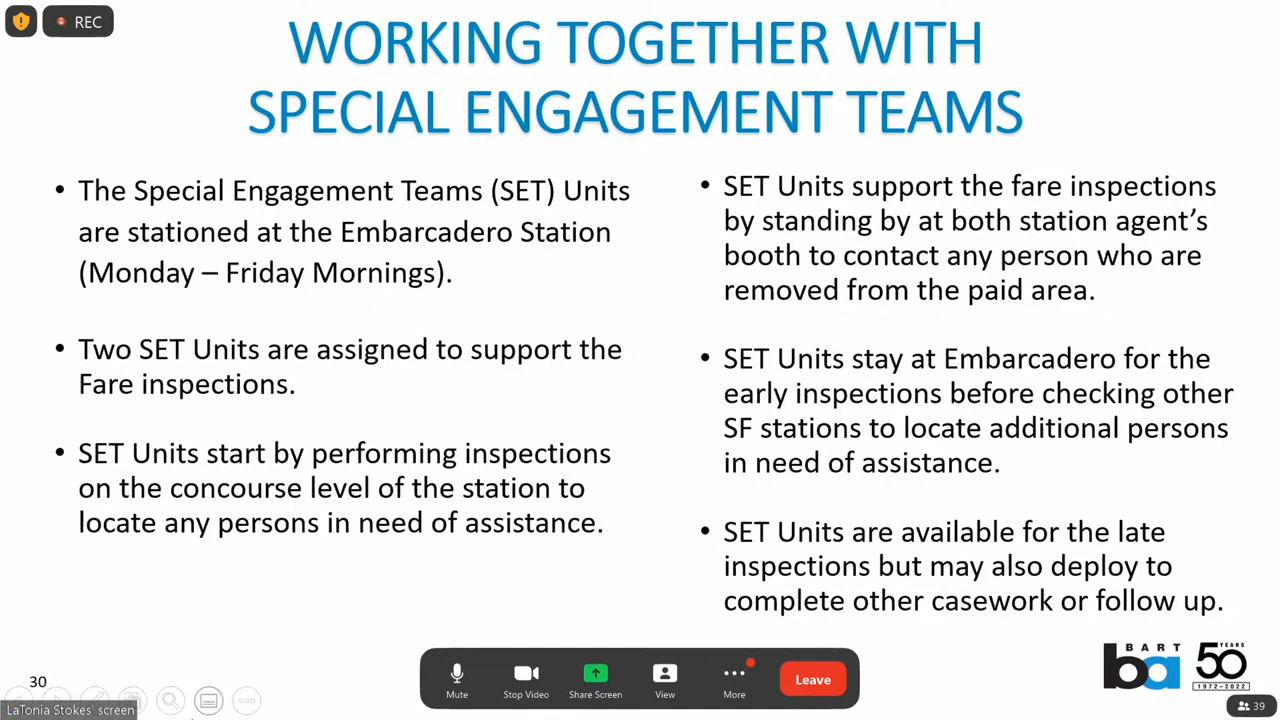 REC
WORKING TOGETHER WITH
SPECIAL ENGAGEMENT TEAMS
• The Special Engagement Teams (SET) Units
are stationed at the Embarcadero Station
(Monday – Friday Mornings).
• Two SET Units are assigned to support the
Fare inspections.
• SET Units start by performing inspections
on the concourse level of the station to
locate any persons in need of assistance.
• SET Units support the fare inspections
by standing by at both station agent’s
booth to contact any person who are
removed from the paid area.
• SET Units stay at Embarcadero for the
early inspections before checking other
SF stations to locate additional persons
in need of assistance.
• SET Units are available for the late
inspections but may also deploy to
complete other casework or follow up.
BART
ba
50
YEARS
1972-2022
30
Mute
Stop Video
Share Screen
View
More
Leave
LaTonia Stokes' screen
39